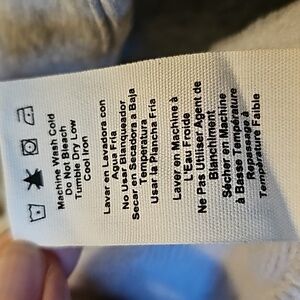 Machine Wash Cold
Do Not Bleach
Tumble Dry Low
Cool Iron
Lavar en Lavadora con
Agua Fría
No Usar Blanqueador
Secar en Secadora a Baja
Temperatura
Usar la Plancha Fría
Laver en Machine à
L'Eau Froide
Ne Pas Utiliser Agent de
Blanchiment
Sécher en Machine
à Basse Température
Repassage à
Température Faible